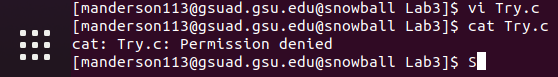 [manderson113@gsuad.gsu.edu@snowball Lab3]$ vi Try.c
[manderson113@gsuad.gsu.edu@snowball Lab3]$ cat Try.c
cat: Try.c: Permission denied
[manderson113@gsuad.gsu.edu@snowball Lab3]$ S